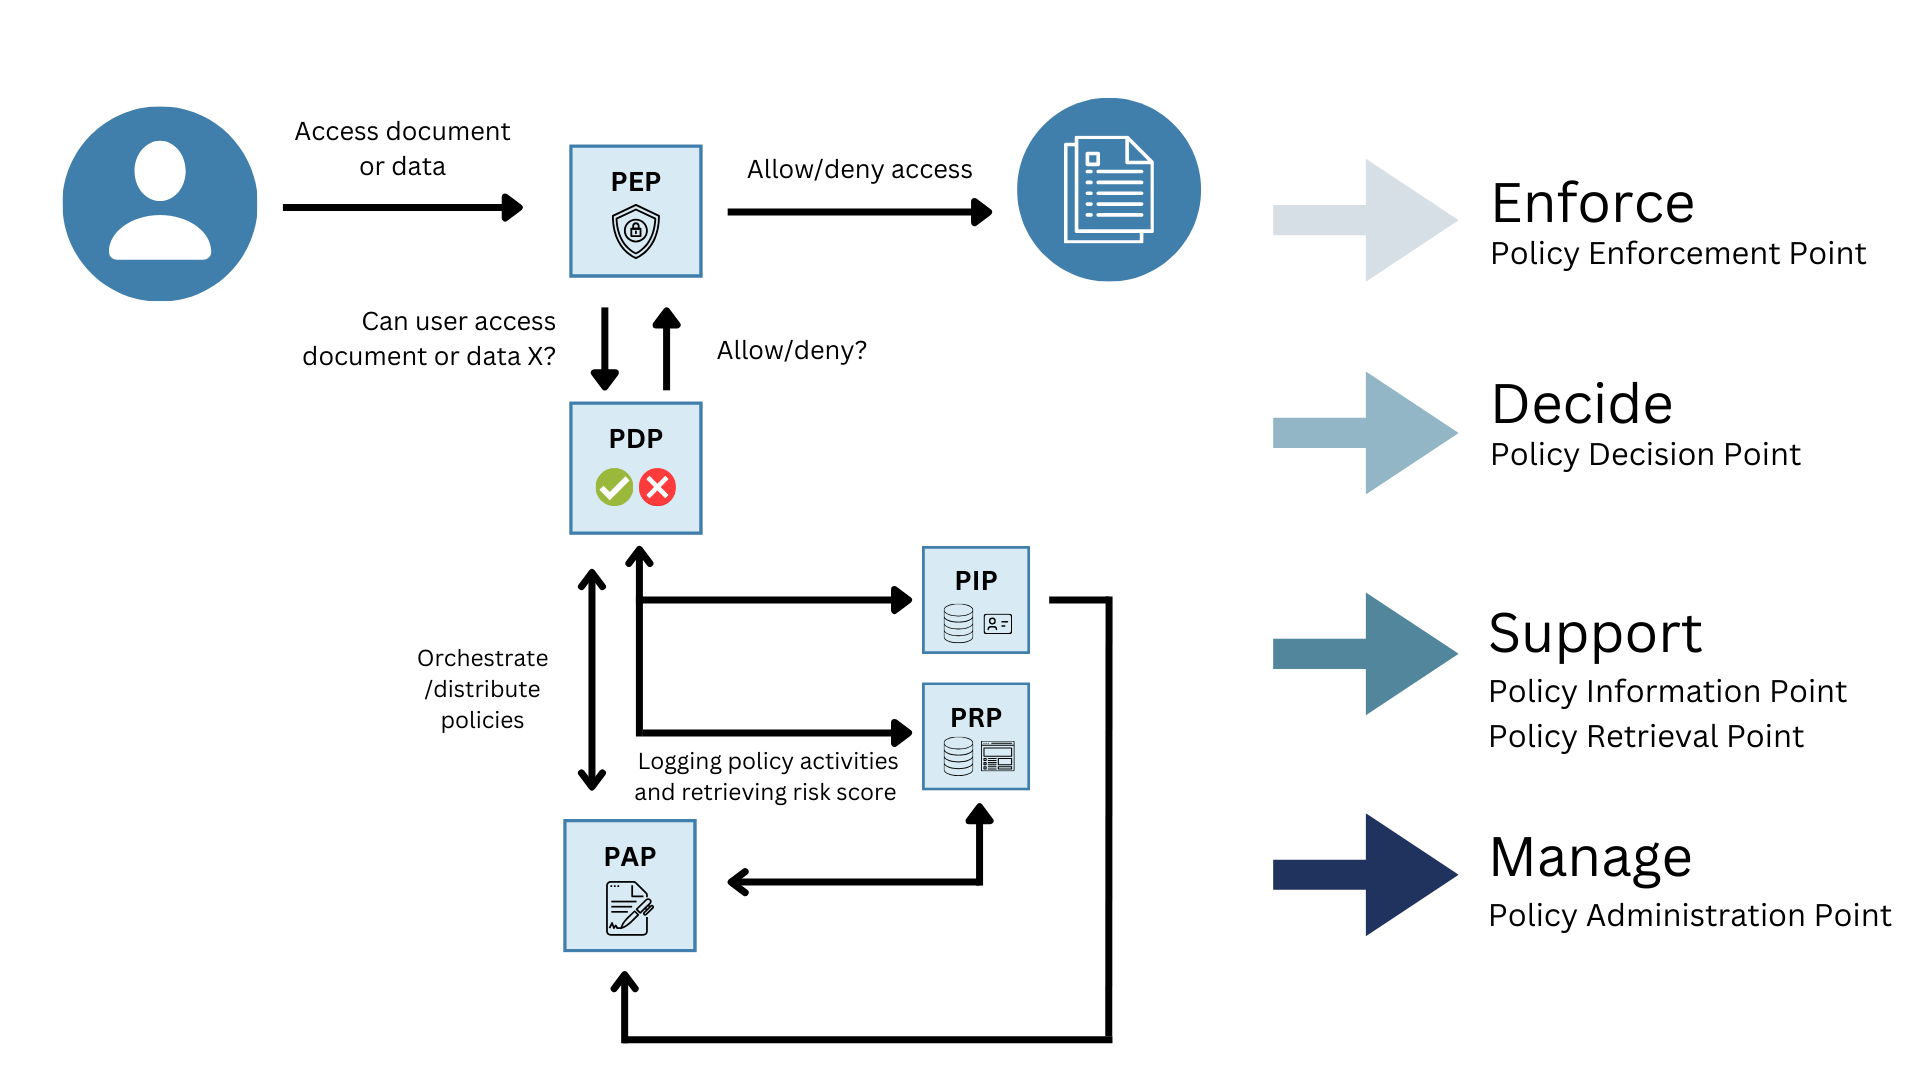 Access document
or data
PEP
Allow/deny access
Can user access
document or data X?
Allow/deny?
PDP
PIP
Orchestrate
/distribute
policies
PRP
Logging policy activities
and retrieving risk score
PAP
Enforce
Policy Enforcement Point
Decide
Policy Decision Point
Support
Policy Information Point
Policy Retrieval Point
Manage
Policy Administration Point